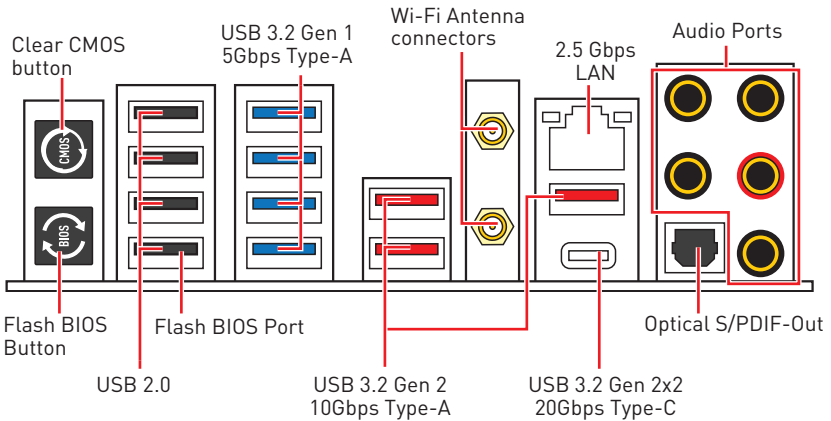 Clear CMOS
button
USB 3.2 Gen 1
5Gbps Type-A
Wi-Fi Antenna
connectors
2.5 Gbps
LAN
Audio Ports
CMOS
BIOS
Flash BIOS
Button
Flash BIOS Port
Optical S/PDIF-Out
USB 2.0
USB 3.2 Gen 2
10Gbps Type-A
USB 3.2 Gen 2x2
20Gbps Type-C